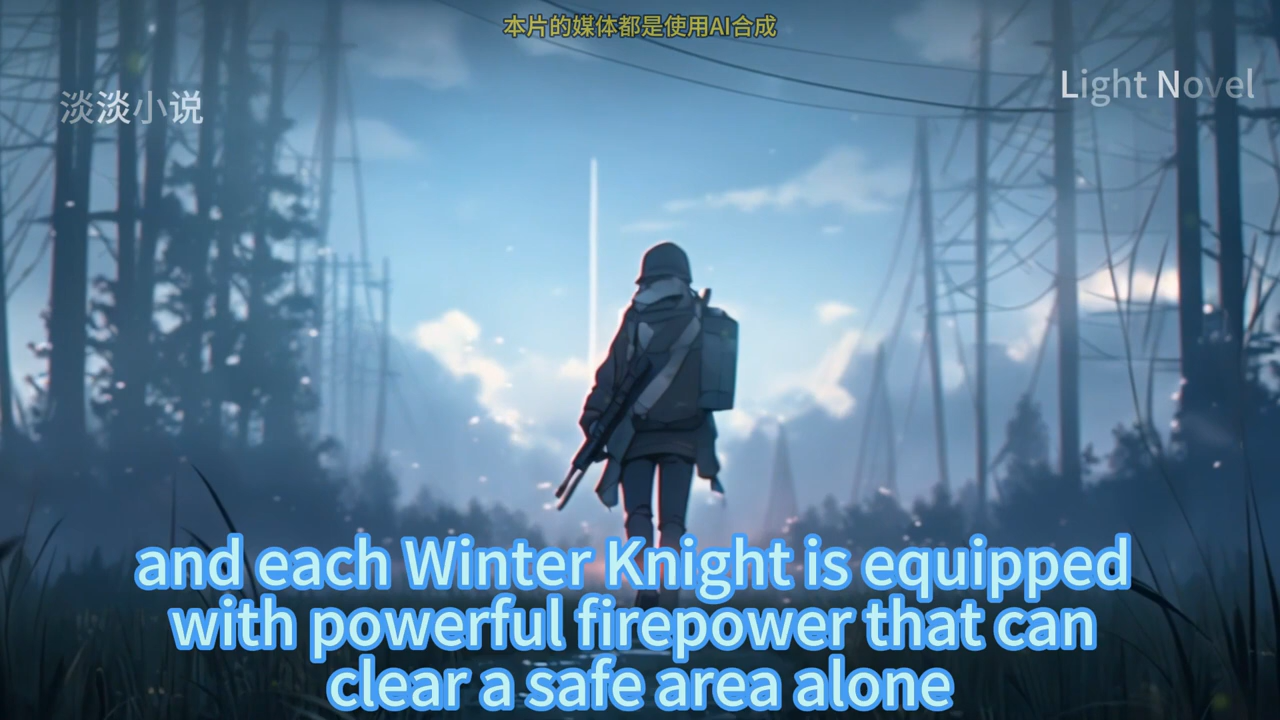 本片的媒体都是使用AI合成
淡淡小说
Light Novel
and each Winter Knight is equipped
with powerful firepower that can
clear a safe area alone